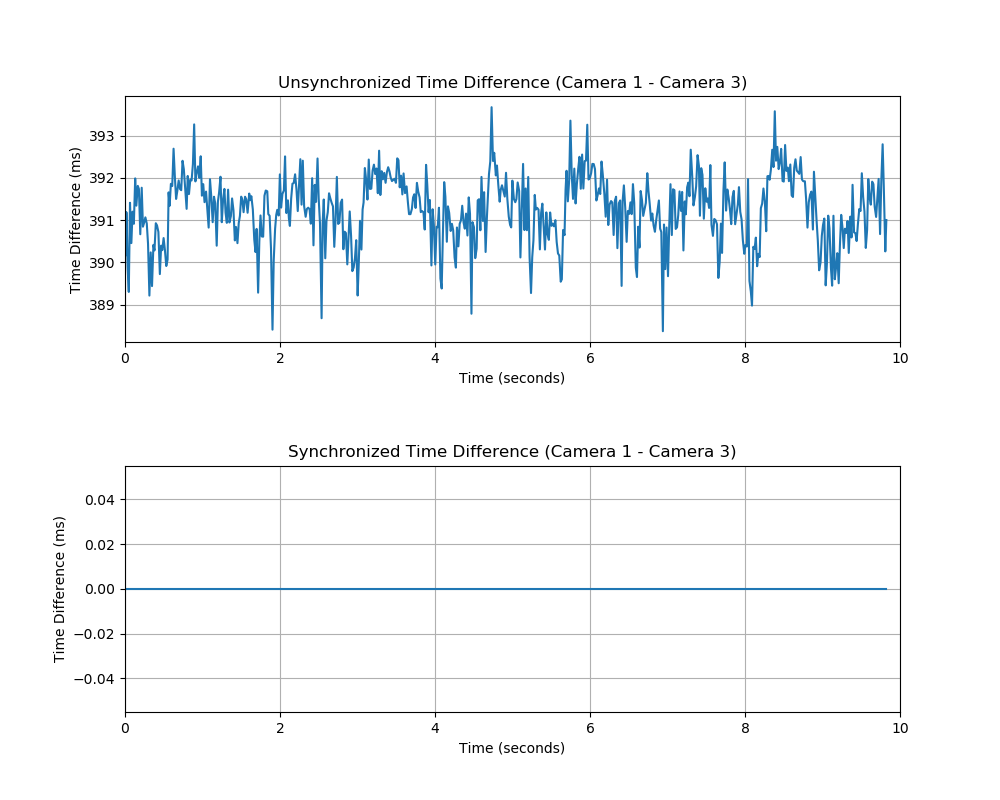 Unsynchronized Time Difference (Camera 1 - Camera 3)
Time Difference (ms)
393
392
391
390
389
0 2 4 6 8 10
Time (seconds)
Synchronized Time Difference (Camera 1 - Camera 3)
Time Difference (ms)
0.04
0.02
0.00
−0.02
−0.04
0 2 4 6 8 10
Time (seconds)